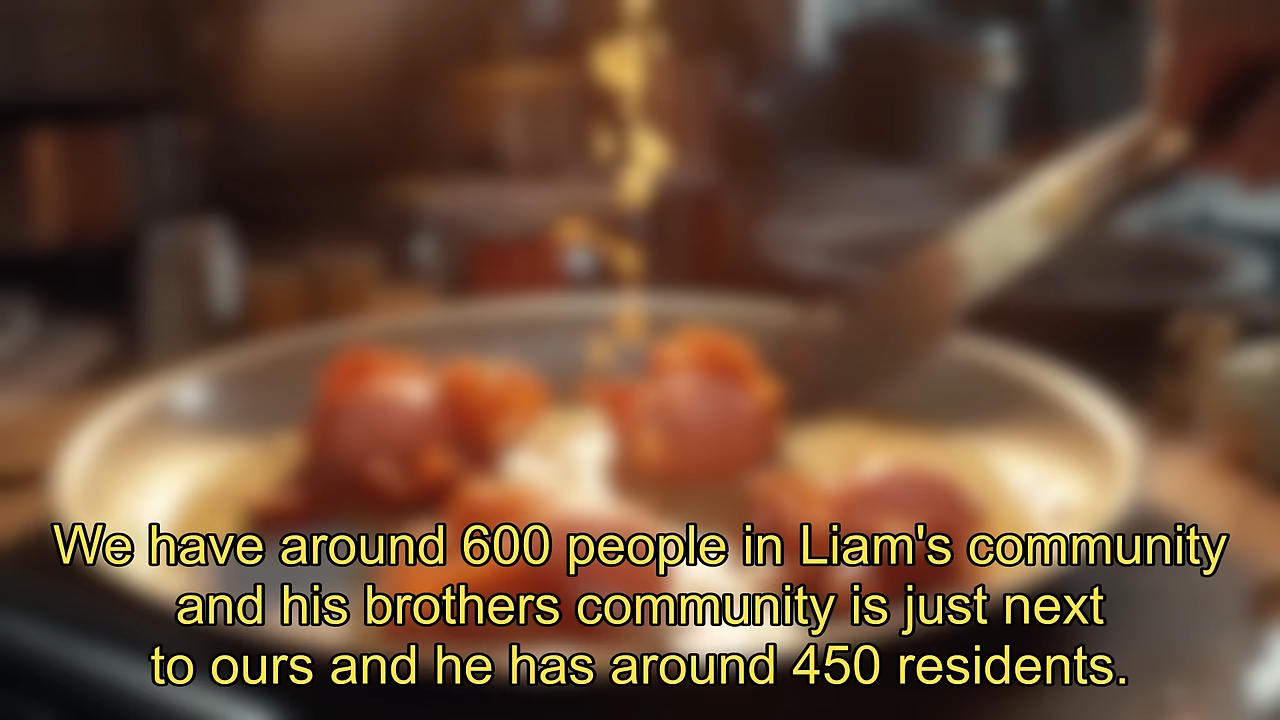 We have around 600 people in Liam's community
and his brothers community is just next
to ours and he has around 450 residents.